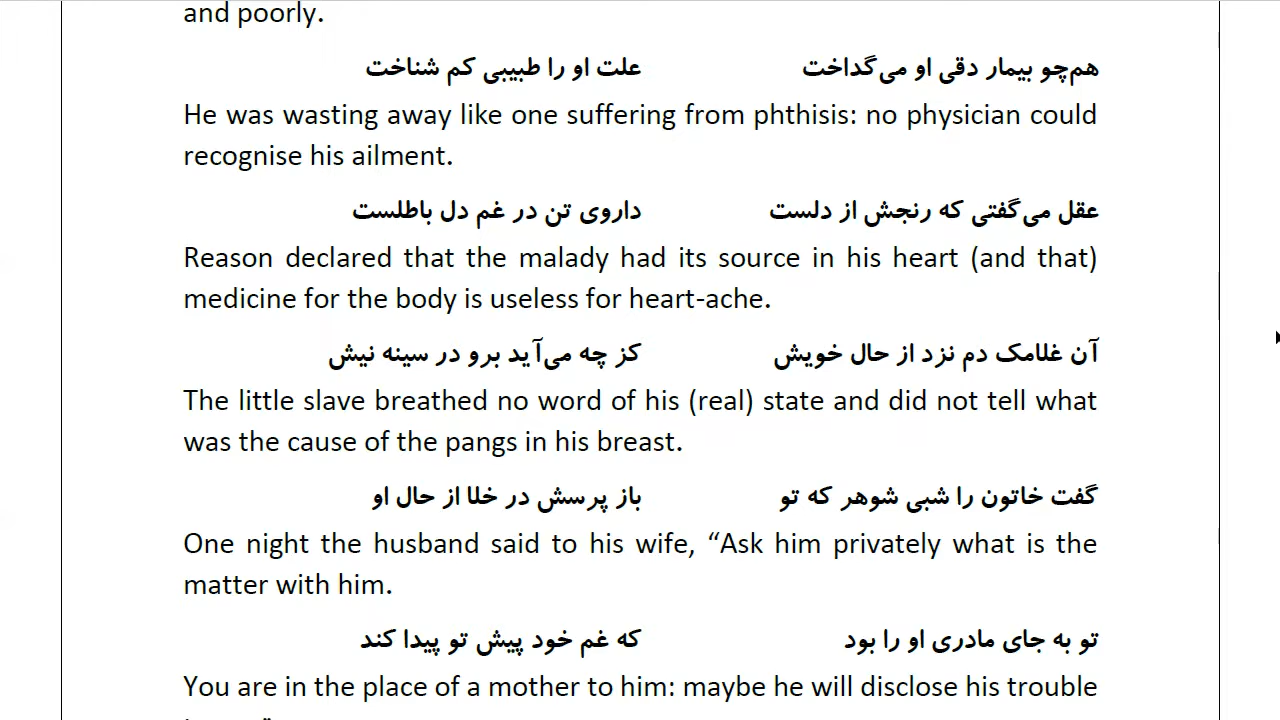 and poorly.
هم‌چو بیمار دقی او می‌گداخت علت او را طبیبی کم شناخت
He was wasting away like one suffering from phthisis: no physician could
recognise his ailment.
عقل می‌گفتی که رنجش از دلست داروی تن در غم دل باطلست
Reason declared that the malady had its source in his heart (and that)
medicine for the body is useless for heart-ache.
آن غلامک دم نزد از حال خویش کز چه می‌آید برو در سینه نیش
The little slave breathed no word of his (real) state and did not tell what
was the cause of the pangs in his breast.
گفت خاتون را شبی شوهر که تو باز پرسش در خلا از حال او
One night the husband said to his wife, “Ask him privately what is the
matter with him.
تو به جای مادری او را بود که غم خود پیش تو پیدا کند
You are in the place of a mother to him: maybe he will disclose his trouble